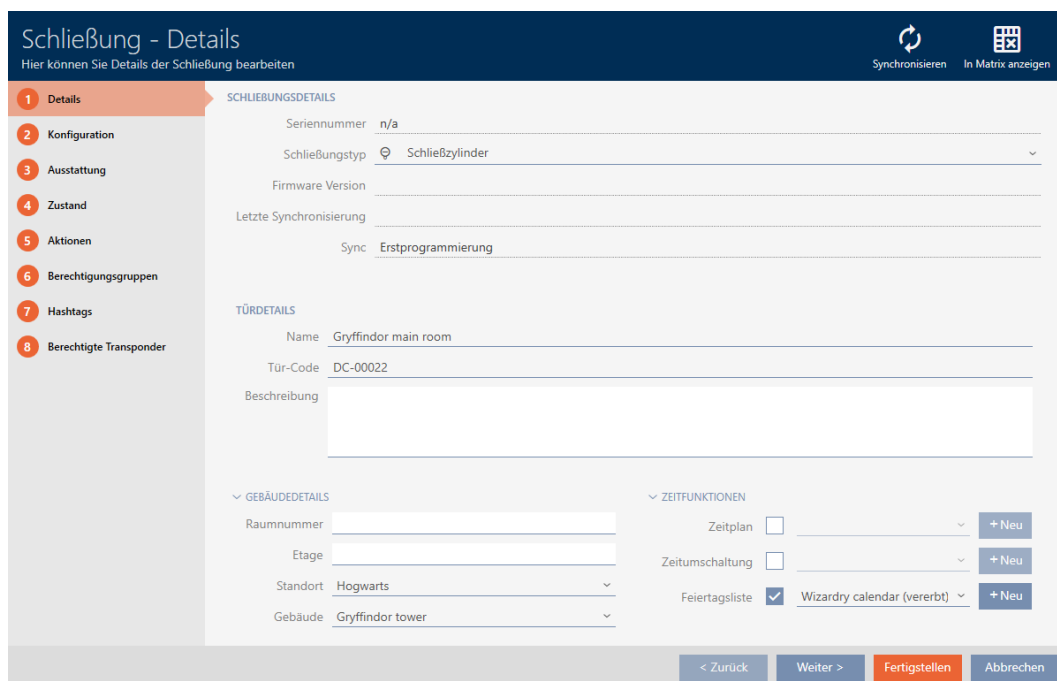 Schließung - Details
Hier können Sie Details der Schließung bearbeiten
Synchronisieren
In Matrix anzeigen
1 Details
2 Konfiguration
3 Ausstattung
4 Zustand
5 Aktionen
6 Berechtigungsgruppen
7 Hashtags
8 Berechtigte Transponder
SCHLIEßUNGSDETAILS
Seriennummer n/a
Schließungstyp Schließzylinder
Firmware Version
Letzte Synchronisierung
Sync Erstprogrammierung
TÜRDETAILS
Name Gryffindor main room
Tür-Code DC-00022
Beschreibung
GEBÄUDEDETAILS
Raumnummer
Etage
Standort Hogwarts
Gebäude Gryffindor tower
ZEITFUNKTIONEN
Zeitplan +Neu
Zeitumschaltung +Neu
Feiertagsliste Wizardry calendar (vererbt) +Neu
< Zurück
Weiter >
Fertigstellen
Abbrechen